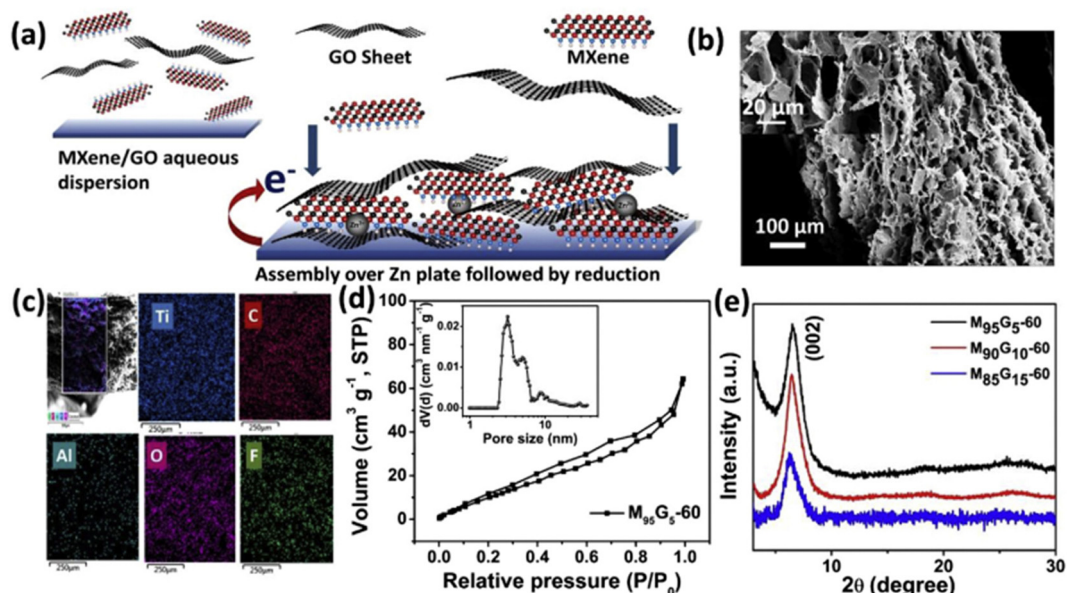 (a)
GO Sheet
MXene
MXene/GO aqueous
dispersion
e-
Zn
Zn
Assembly over Zn plate followed by reduction
(b)
20 µm
100 µm
(c)
Ti
C
250µm
250µm
Al
O
F
250µm
250µm
250µm
(d)
Volume (cm³ g⁻¹, STP)
100
80
60
40
20
0
0.0 0.2 0.4 0.6 0.8 1.0
Relative pressure (P/P₀)
dV(d) (cm³ nm⁻¹ g⁻¹)
0.02
0.01
0.00
1 10
Pore size (nm)
M₉₅G₅-60
(e)
Intensity (a.u.)
(002)
M₉₅G₅-60
M₉₀G₁₀-60
M₈₅G₁₅-60
5 10 20 30
2θ (degree)